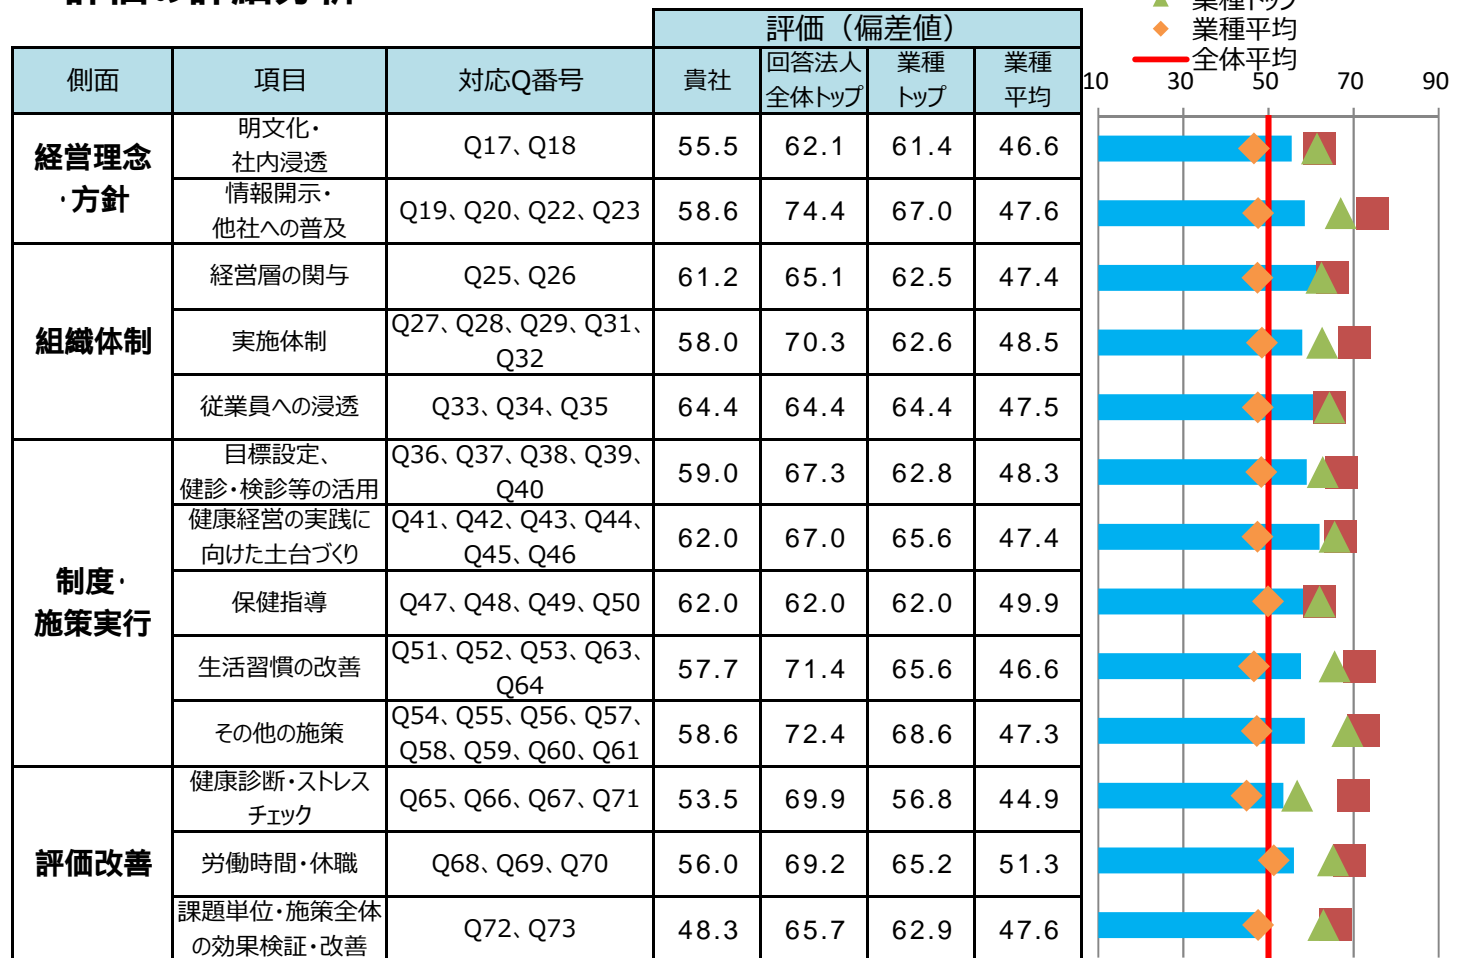 評価の詳細分析
業種トップ
業種平均
全体平均
評価（偏差値）
側面 項目 対応Q番号 貴社 回答法人全体トップ 業種トップ 業種平均
10 30 50 70 90
経営理念・方針
明文化・社内浸透 Q17、Q18 55.5 62.1 61.4 46.6
情報開示・他社への普及 Q19、Q20、Q22、Q23 58.6 74.4 67.0 47.6
組織体制
経営層の関与 Q25、Q26 61.2 65.1 62.5 47.4
実施体制 Q27、Q28、Q29、Q31、Q32 58.0 70.3 62.6 48.5
従業員への浸透 Q33、Q34、Q35 64.4 64.4 64.4 47.5
制度・施策実行
目標設定、健診・検診等の活用 Q36、Q37、Q38、Q39、Q40 59.0 67.3 62.8 48.3
健康経営の実践に向けた土台づくり Q41、Q42、Q43、Q44、Q45、Q46 62.0 67.0 65.6 47.4
保健指導 Q47、Q48、Q49、Q50 62.0 62.0 62.0 49.9
生活習慣の改善 Q51、Q52、Q53、Q63、Q64 57.7 71.4 65.6 46.6
その他の施策 Q54、Q55、Q56、Q57、Q58、Q59、Q60、Q61 58.6 72.4 68.6 47.3
評価改善
健康診断・ストレスチェック Q65、Q66、Q67、Q71 53.5 69.9 56.8 44.9
労働時間・休職 Q68、Q69、Q70 56.0 69.2 65.2 51.3
課題単位・施策全体の効果検証・改善 Q72、Q73 48.3 65.7 62.9 47.6